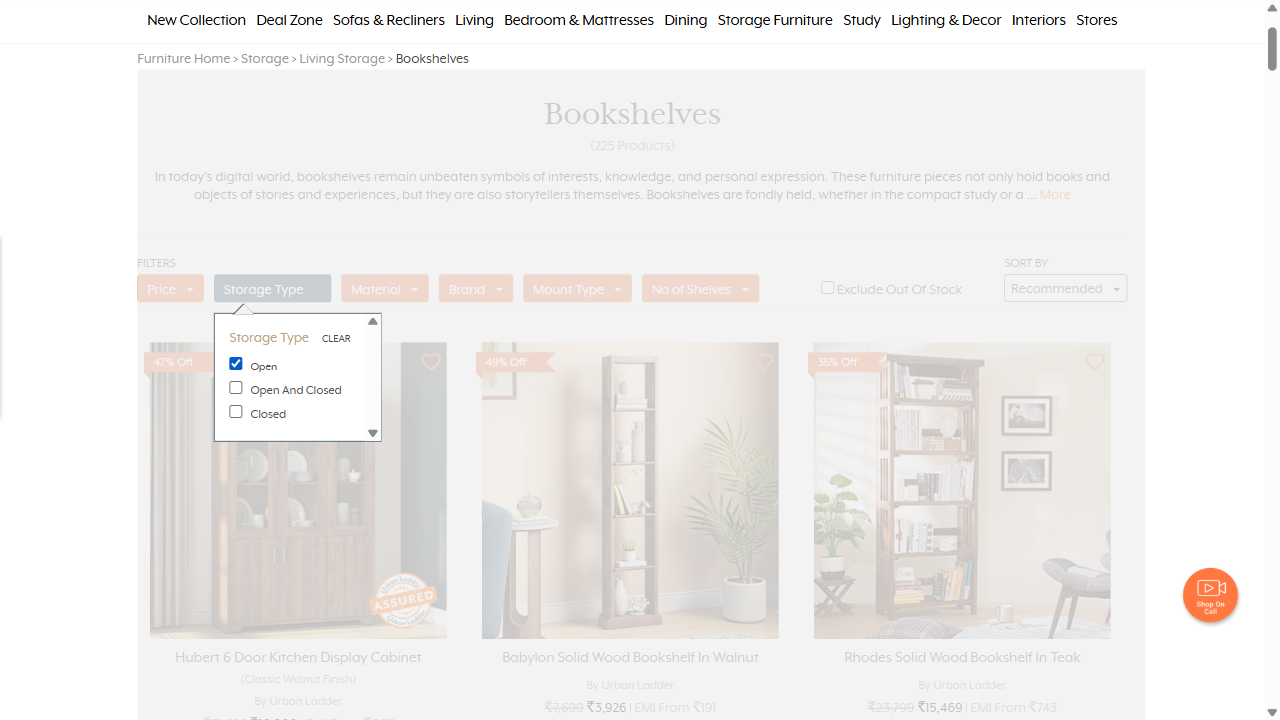 New Collection Deal Zone Sofas & Recliners Living Bedroom & Mattresses Dining Storage Furniture Study Lighting & Decor Interiors Stores
Furniture Home > Storage > Living Storage > Bookshelves
Bookshelves
(225 Products)
In today's digital world, bookshelves remain unbeaten symbols of interests, knowledge, and personal expression. These furniture pieces not only hold books and
objects of stories and experiences, but they are also storytellers themselves. Bookshelves are fondly held, whether in the compact study or a ... More
FILTERS
SORT BY
Price Storage Type Material Brand Mount Type No of Shelves Exclude Out Of Stock Recommended
Storage Type CLEAR
Open
Open And Closed
Closed
47% Off
49% Off
35% Off
Urban Ladder
ASSURED
Urban Ladder
Shop On
Call
Hubert 6 Door Kitchen Display Cabinet
(Classic Walnut Finish)
By Urban Ladder
Babylon Solid Wood Bookshelf In Walnut
By Urban Ladder
₹7,699 ₹3,926 | EMI From ₹191
Rhodes Solid Wood Bookshelf In Teak
By Urban Ladder
₹23,799 ₹15,469 | EMI From ₹743